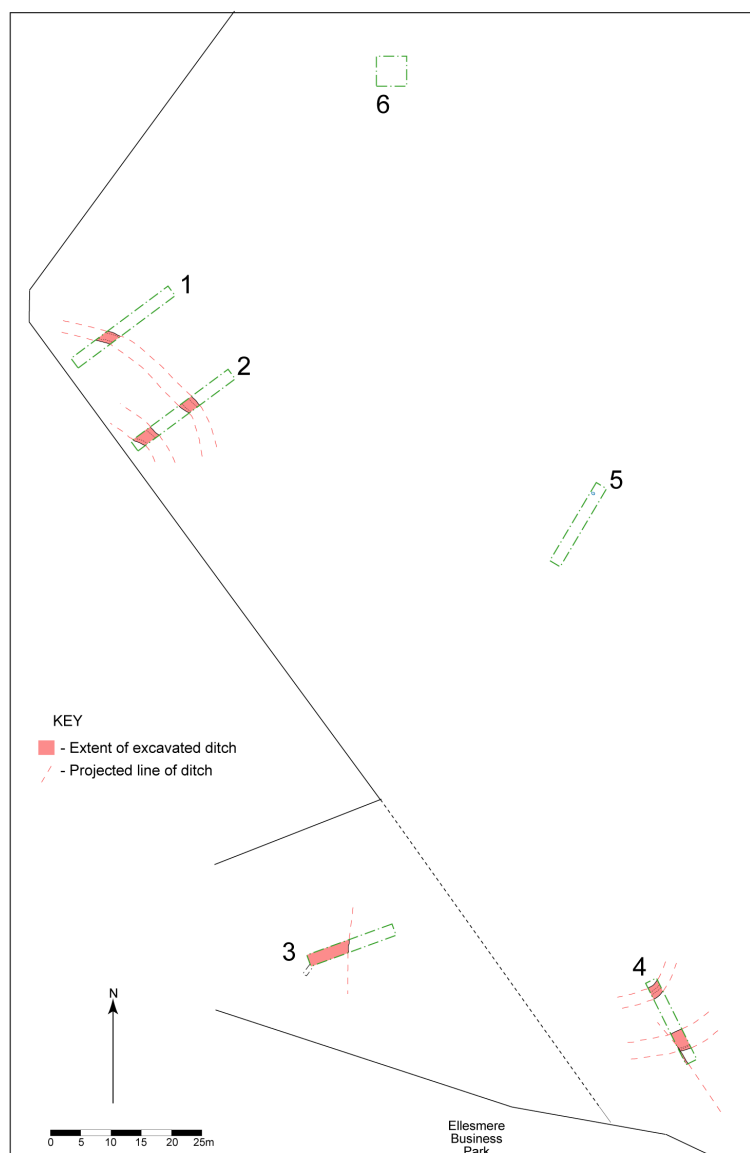 6
1
2
5
KEY
- Extent of excavated ditch
- Projected line of ditch
3
4
N
0 5 10 15 20 25m
Ellesmere
Business
Park